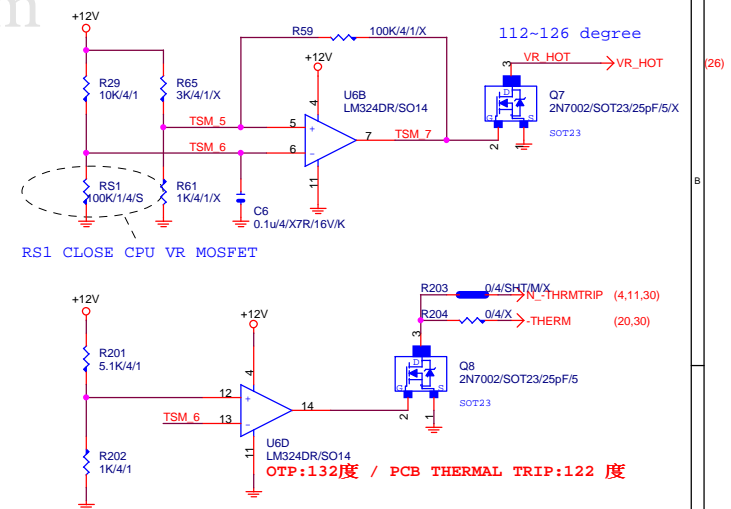 n
+12V
R59
100K/4/1/X
112~126 degree
R29
10K/4/1
R65
3K/4/1/X
+12V
U6B
LM324DR/SO14
3
VR_HOT
VR_HOT
(26)
D
G
S
Q7
2N7002/SOT23/25pF/5/X
SOT23
2
1
TSM_5
5
+
4
TSM_6
6
-
7
TSM_7
11
B
RS1
100K/1/4/S
R61
1K/4/1/X
C6
0.1u/4/X7R/16V/K
RS1 CLOSE CPU VR MOSFET
+12V
+12V
R203
0/4/SHT/M/X
N_-THRMTRIP
(4,11,30)
R204
0/4/X
-THERM
(20,30)
R201
5.1K/4/1
3
D
G
S
Q8
2N7002/SOT23/25pF/5
SOT23
2
1
12
+
4
TSM_6
13
-
14
11
U6D
LM324DR/SO14
R202
1K/4/1
OTP:132度 / PCB THERMAL TRIP:122 度